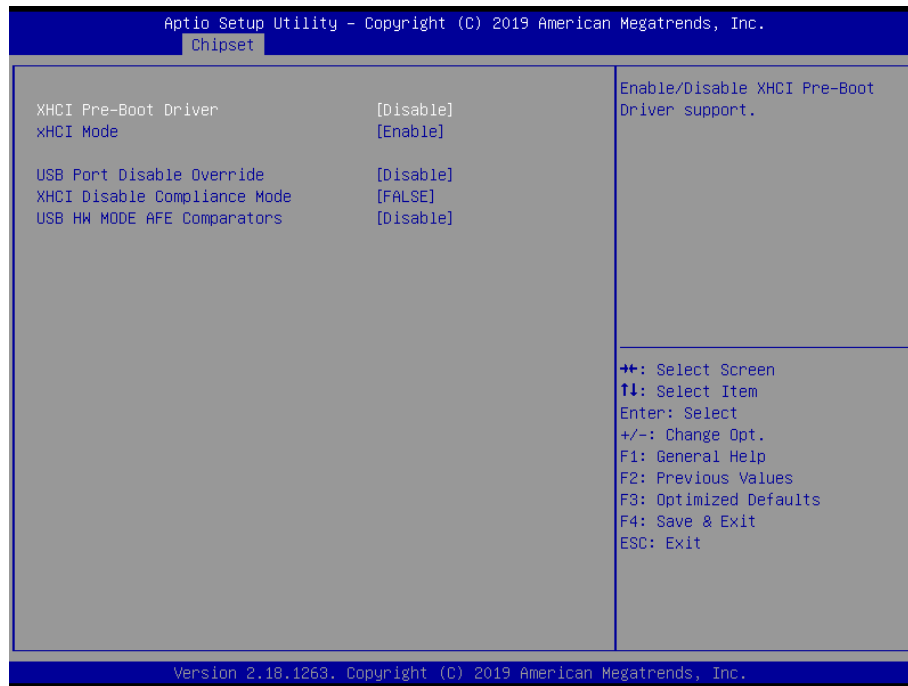 Aptio Setup Utility – Copyright (C) 2019 American Megatrends, Inc.
Chipset
XHCI Pre-Boot Driver [Disable]
xHCI Mode [Enable]
USB Port Disable Override [Disable]
XHCI Disable Compliance Mode [FALSE]
USB HW MODE AFE Comparators [Disable]
Enable/Disable XHCI Pre-Boot
Driver support.
→←: Select Screen
↑↓: Select Item
Enter: Select
+/-: Change Opt.
F1: General Help
F2: Previous Values
F3: Optimized Defaults
F4: Save & Exit
ESC: Exit
Version 2.18.1263. Copyright (C) 2019 American Megatrends, Inc.